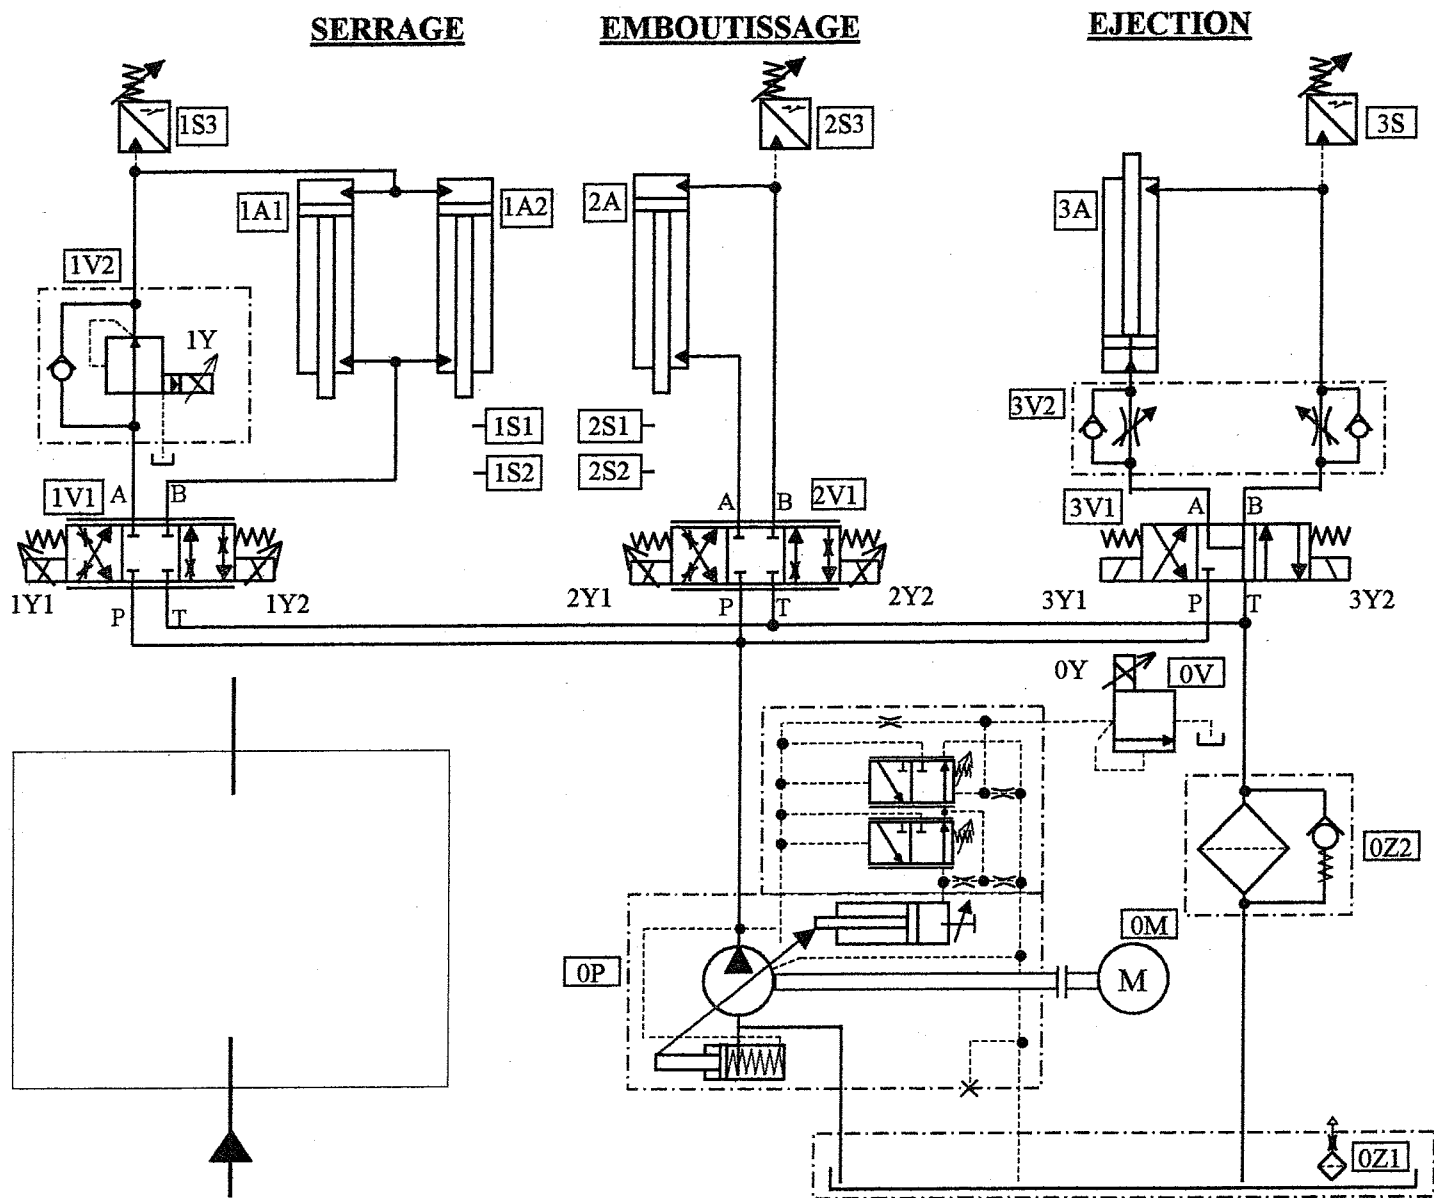 SERRAGE EMBOUTISSAGE EJECTION
1S3 2S3 3S
1A1 1A2 2A 3A
1V2
1Y
3V2
1S1 2S1
1S2 2S2
1V1 A B A B 2V1 3V1 A B
1Y1 P T 1Y2 2Y1 P T 2Y2 3Y1 P T 3Y2
0Y 0V
0Z2
0M
0P M
0Z1